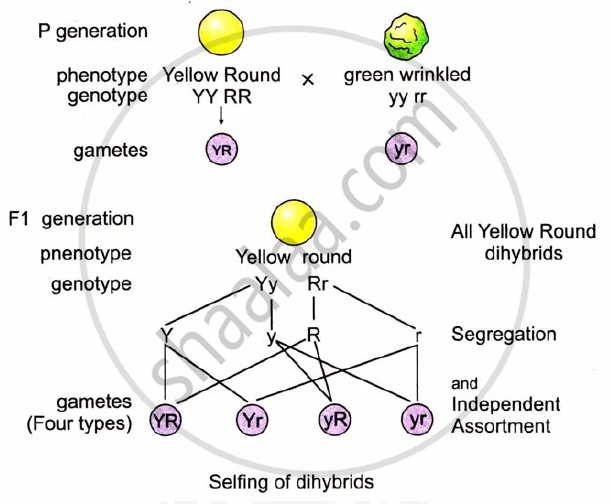 P generation
phenotype Yellow Round x green wrinkled
genotype YY RR yy rr
gametes YR yr
F1 generation
All Yellow Round
pnenotype Yellow round dihybrids
genotype Yy Rr
Y y R r Segregation
and
gametes Independent
(Four types) YR Yr yR yr Assortment
Selfing of dihybrids
shaalaa.com